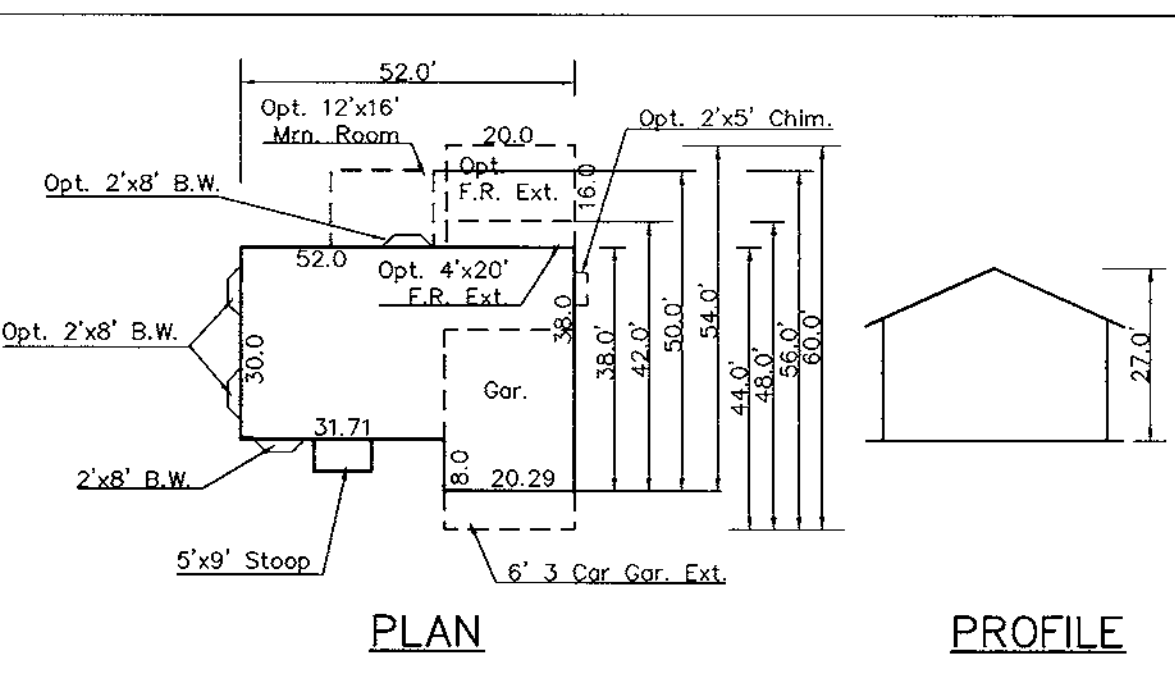 52.0'
Opt. 12'x16'
Mrn. Room
20.0
Opt. 2'x5' Chim.
Opt.
F.R. Ext.
16.0
Opt. 2'x8' B.W.
52.0
Opt. 4'x20'
F.R. Ext.
38.0
Opt. 2'x8' B.W.
30.0
Gar.
38.0'
42.0'
50.0'
54.0'
44.0'
48.0'
56.0'
60.0'
27.0'
31.71
8.0
20.29
2'x8' B.W.
5'x9' Stoop
6' 3 Car Gar. Ext.
PLAN
PROFILE